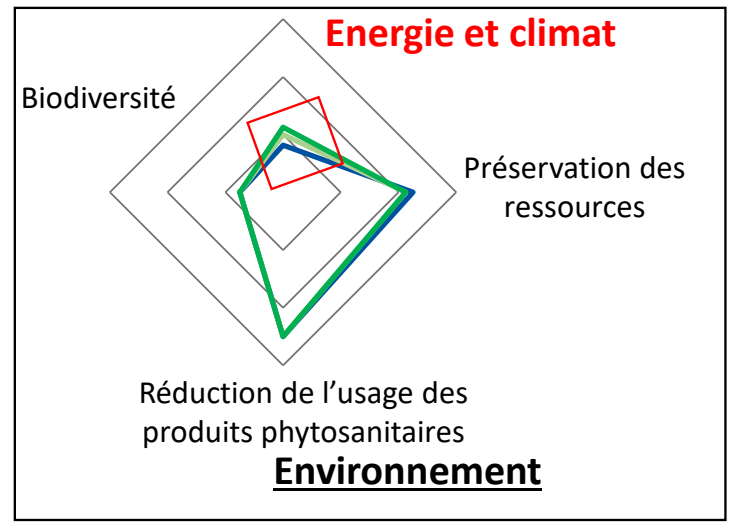 Energie et climat
Biodiversité
Préservation des
ressources
Réduction de l’usage des
produits phytosanitaires
Environnement